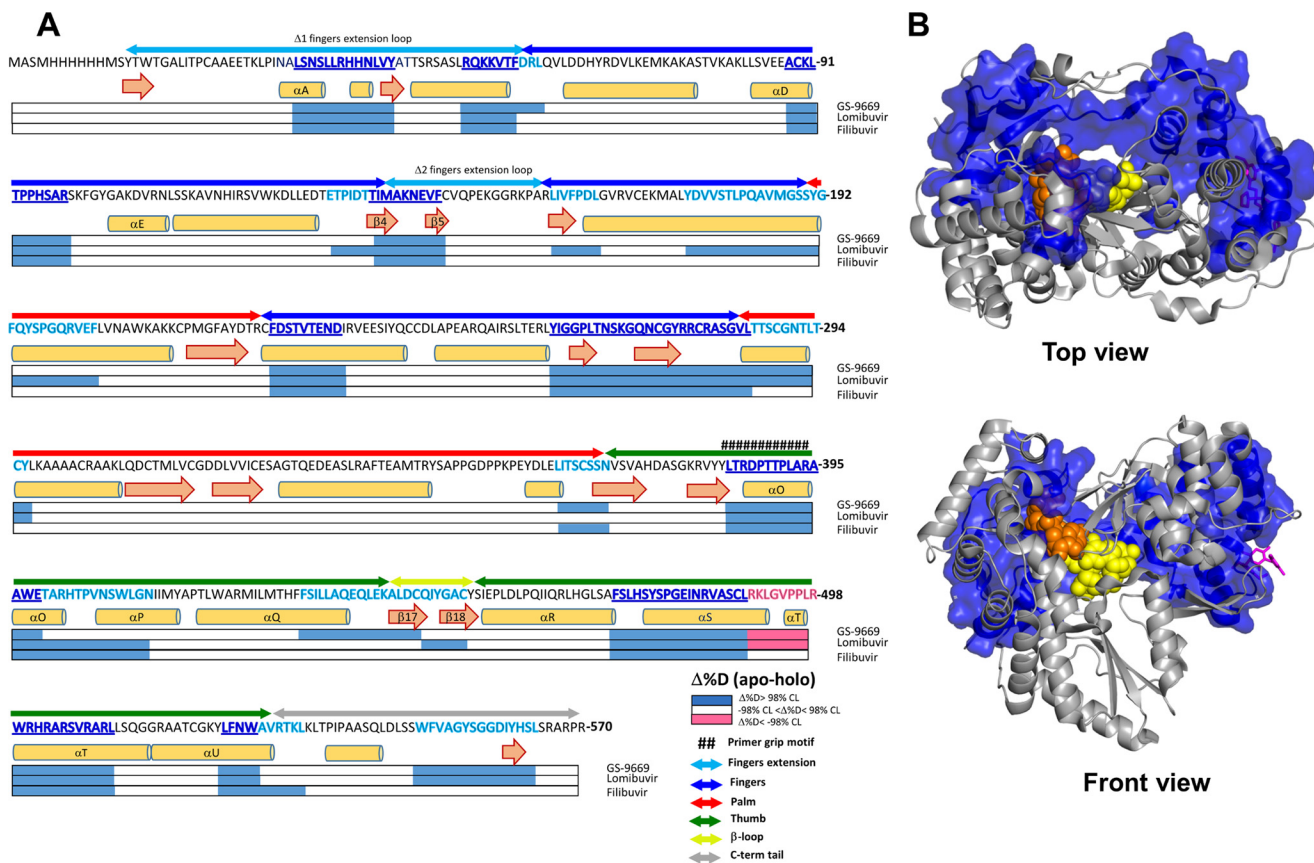 A
B
Δ1 fingers extension loop
MASMHHHHHHMSYTWTGALITPCAAEETKLPINALSNSLLRHHNLVYATTSRSASLRQKKVTFDRLQVLDDHYRDVLKEMKAKASTVKAKLLSVEEACKL-91
αA αD
GS-9669
Lomibuvir
Filibuvir
Δ2 fingers extension loop
TPPHSARSKFGYGAKDVRNLSSKAVNHIRSVWKDLLEDTETPIDTTIMAKNEVFCVQPEKGGRKPARLIVFPDLGVRVCEKMALYDVVSTLPQAVMGSSYG-192
αE β4 β5
GS-9669
Lomibuvir
Filibuvir
FQYSPGQRVEFLVNAWKAKKCPMGFAYDTRCFDSTVTENDIRVEESIYQCCDLAPEARQAIRSLTERLYIGGPLTNSKGQNCGYRRCRASGVLTTSCGNTLT-294
GS-9669
Lomibuvir
Filibuvir
############
CYLKAAAACRAAKLQDCTMLVCGDDLVVICESAGTQEDEASLRAFTEAMTRYSAPPGDPPKPEYDLELITSCSSNVSVAHDASGKRVYYLTRDPTTPLARA-395
αO
GS-9669
Lomibuvir
Filibuvir
AWETARHTPVNSWLGNIIMYAPTLWARMILMTHFFSILLAQEQLEKALDCQIYGACYSIEPLDLPQIIQRLHGLSAFSLHSYSPGEINRVASCLRKLGVPPLR-498
αO αP αQ β17 β18 αR αS αT
GS-9669
Lomibuvir
Filibuvir
WRHRARSVRARLLSQGGRAATCGKYLFNWAVRTKLKLTPIPAASQLDLSSWFVAGYSGGDIYHSLSRARPR-570
αT αU
GS-9669
Lomibuvir
Filibuvir
Δ%D (apo-holo)
Δ%D> 98% CL
-98% CL <Δ%D< 98% CL
Δ%D< -98% CL
## Primer grip motif
Fingers extension
Fingers
Palm
Thumb
β-loop
C-term tail
Top view
Front view